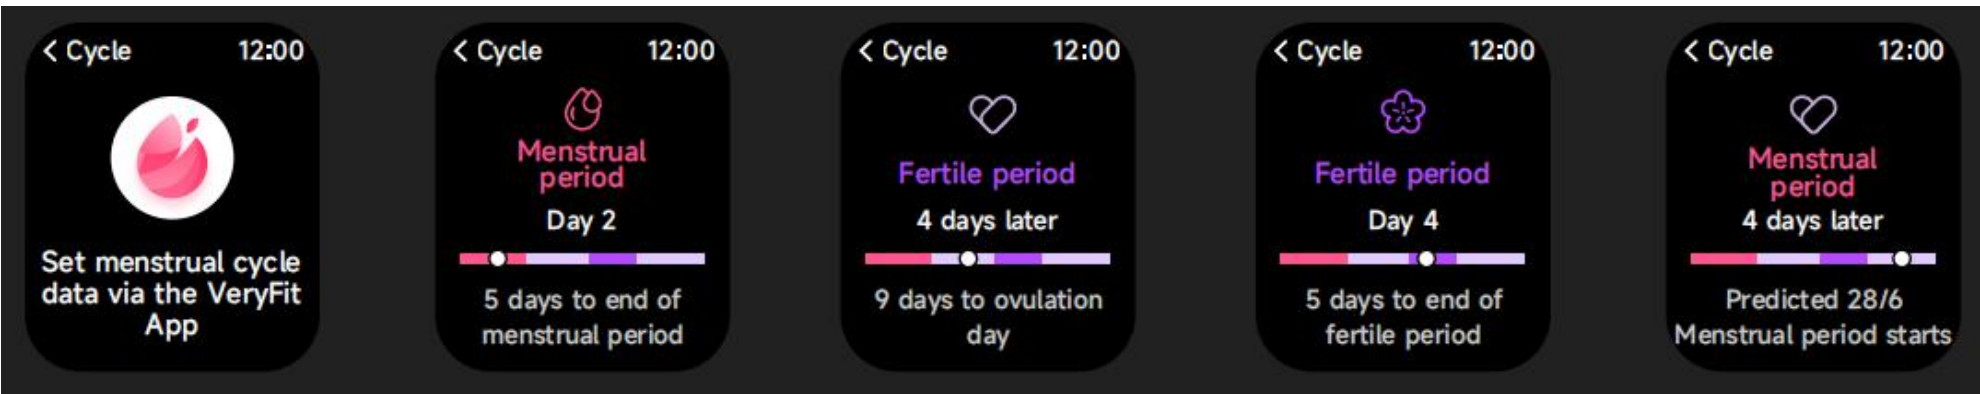 < Cycle 12:00
Set menstrual cycle
data via the VeryFit
App
< Cycle 12:00
Menstrual
period
Day 2
5 days to end of
menstrual period
< Cycle 12:00
Fertile period
4 days later
9 days to ovulation
day
< Cycle 12:00
Fertile period
Day 4
5 days to end of
fertile period
< Cycle 12:00
Menstrual
period
4 days later
Predicted 28/6
Menstrual period starts